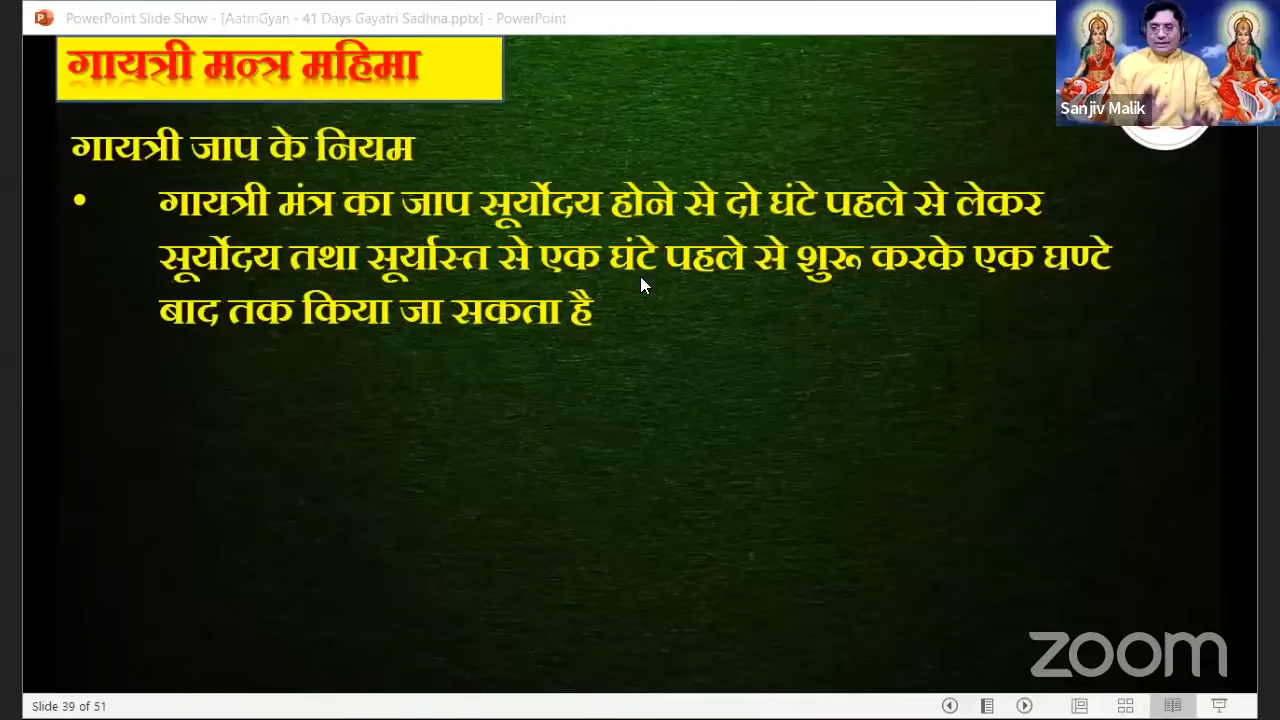 PowerPoint Slide Show - [AatmGyan - 41 Days Gayatri Sadhna.pptx] - PowerPoint
गायत्री मन्त्र महिमा
Sanjiv Malik
गायत्री जाप के नियम
• गायत्री मंत्र का जाप सूर्योदय होने से दो घंटे पहले से लेकर
सूर्योदय तथा सूर्यास्त से एक घंटे पहले से शुरू करके एक घण्टे
बाद तक किया जा सकता है
zoom
Slide 39 of 51